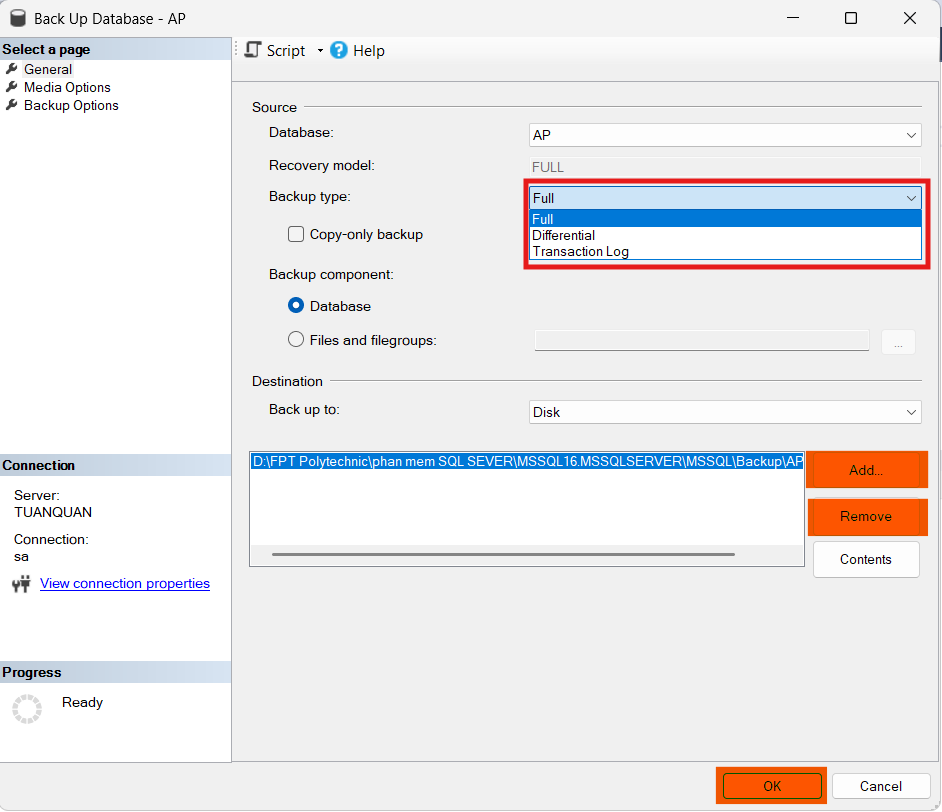 Back Up Database - AP
Select a page
General
Media Options
Backup Options
Script
Help
Source
Database:
AP
Recovery model:
FULL
Backup type:
Full
Full
Differential
Transaction Log
Copy-only backup
Backup component:
Database
Files and filegroups:
...
Destination
Back up to:
Disk
D:\FPT Polytechnic\phan mem SQL SEVER\MSSQL16.MSSQLSERVER\MSSQL\Backup\AP
Add...
Remove
Contents
Connection
Server:
TUANQUAN
Connection:
sa
View connection properties
Progress
Ready
OK
Cancel